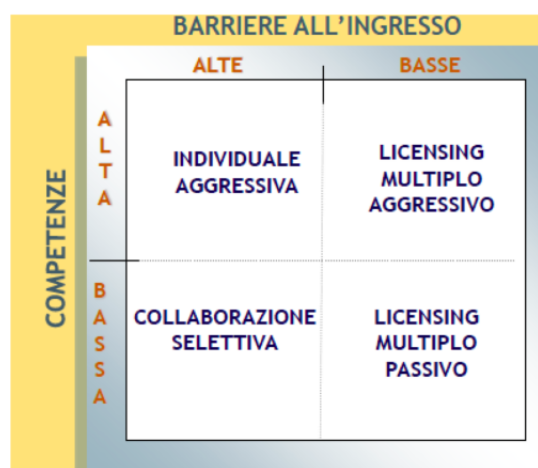 BARRIERE ALL'INGRESSO
ALTE
BASSE
COMPETENZE
ALTA
INDIVIDUALE
AGGRESSIVA
LICENSING
MULTIPLO
AGGRESSIVO
BASSA
COLLABORAZIONE
SELETTIVA
LICENSING
MULTIPLO
PASSIVO